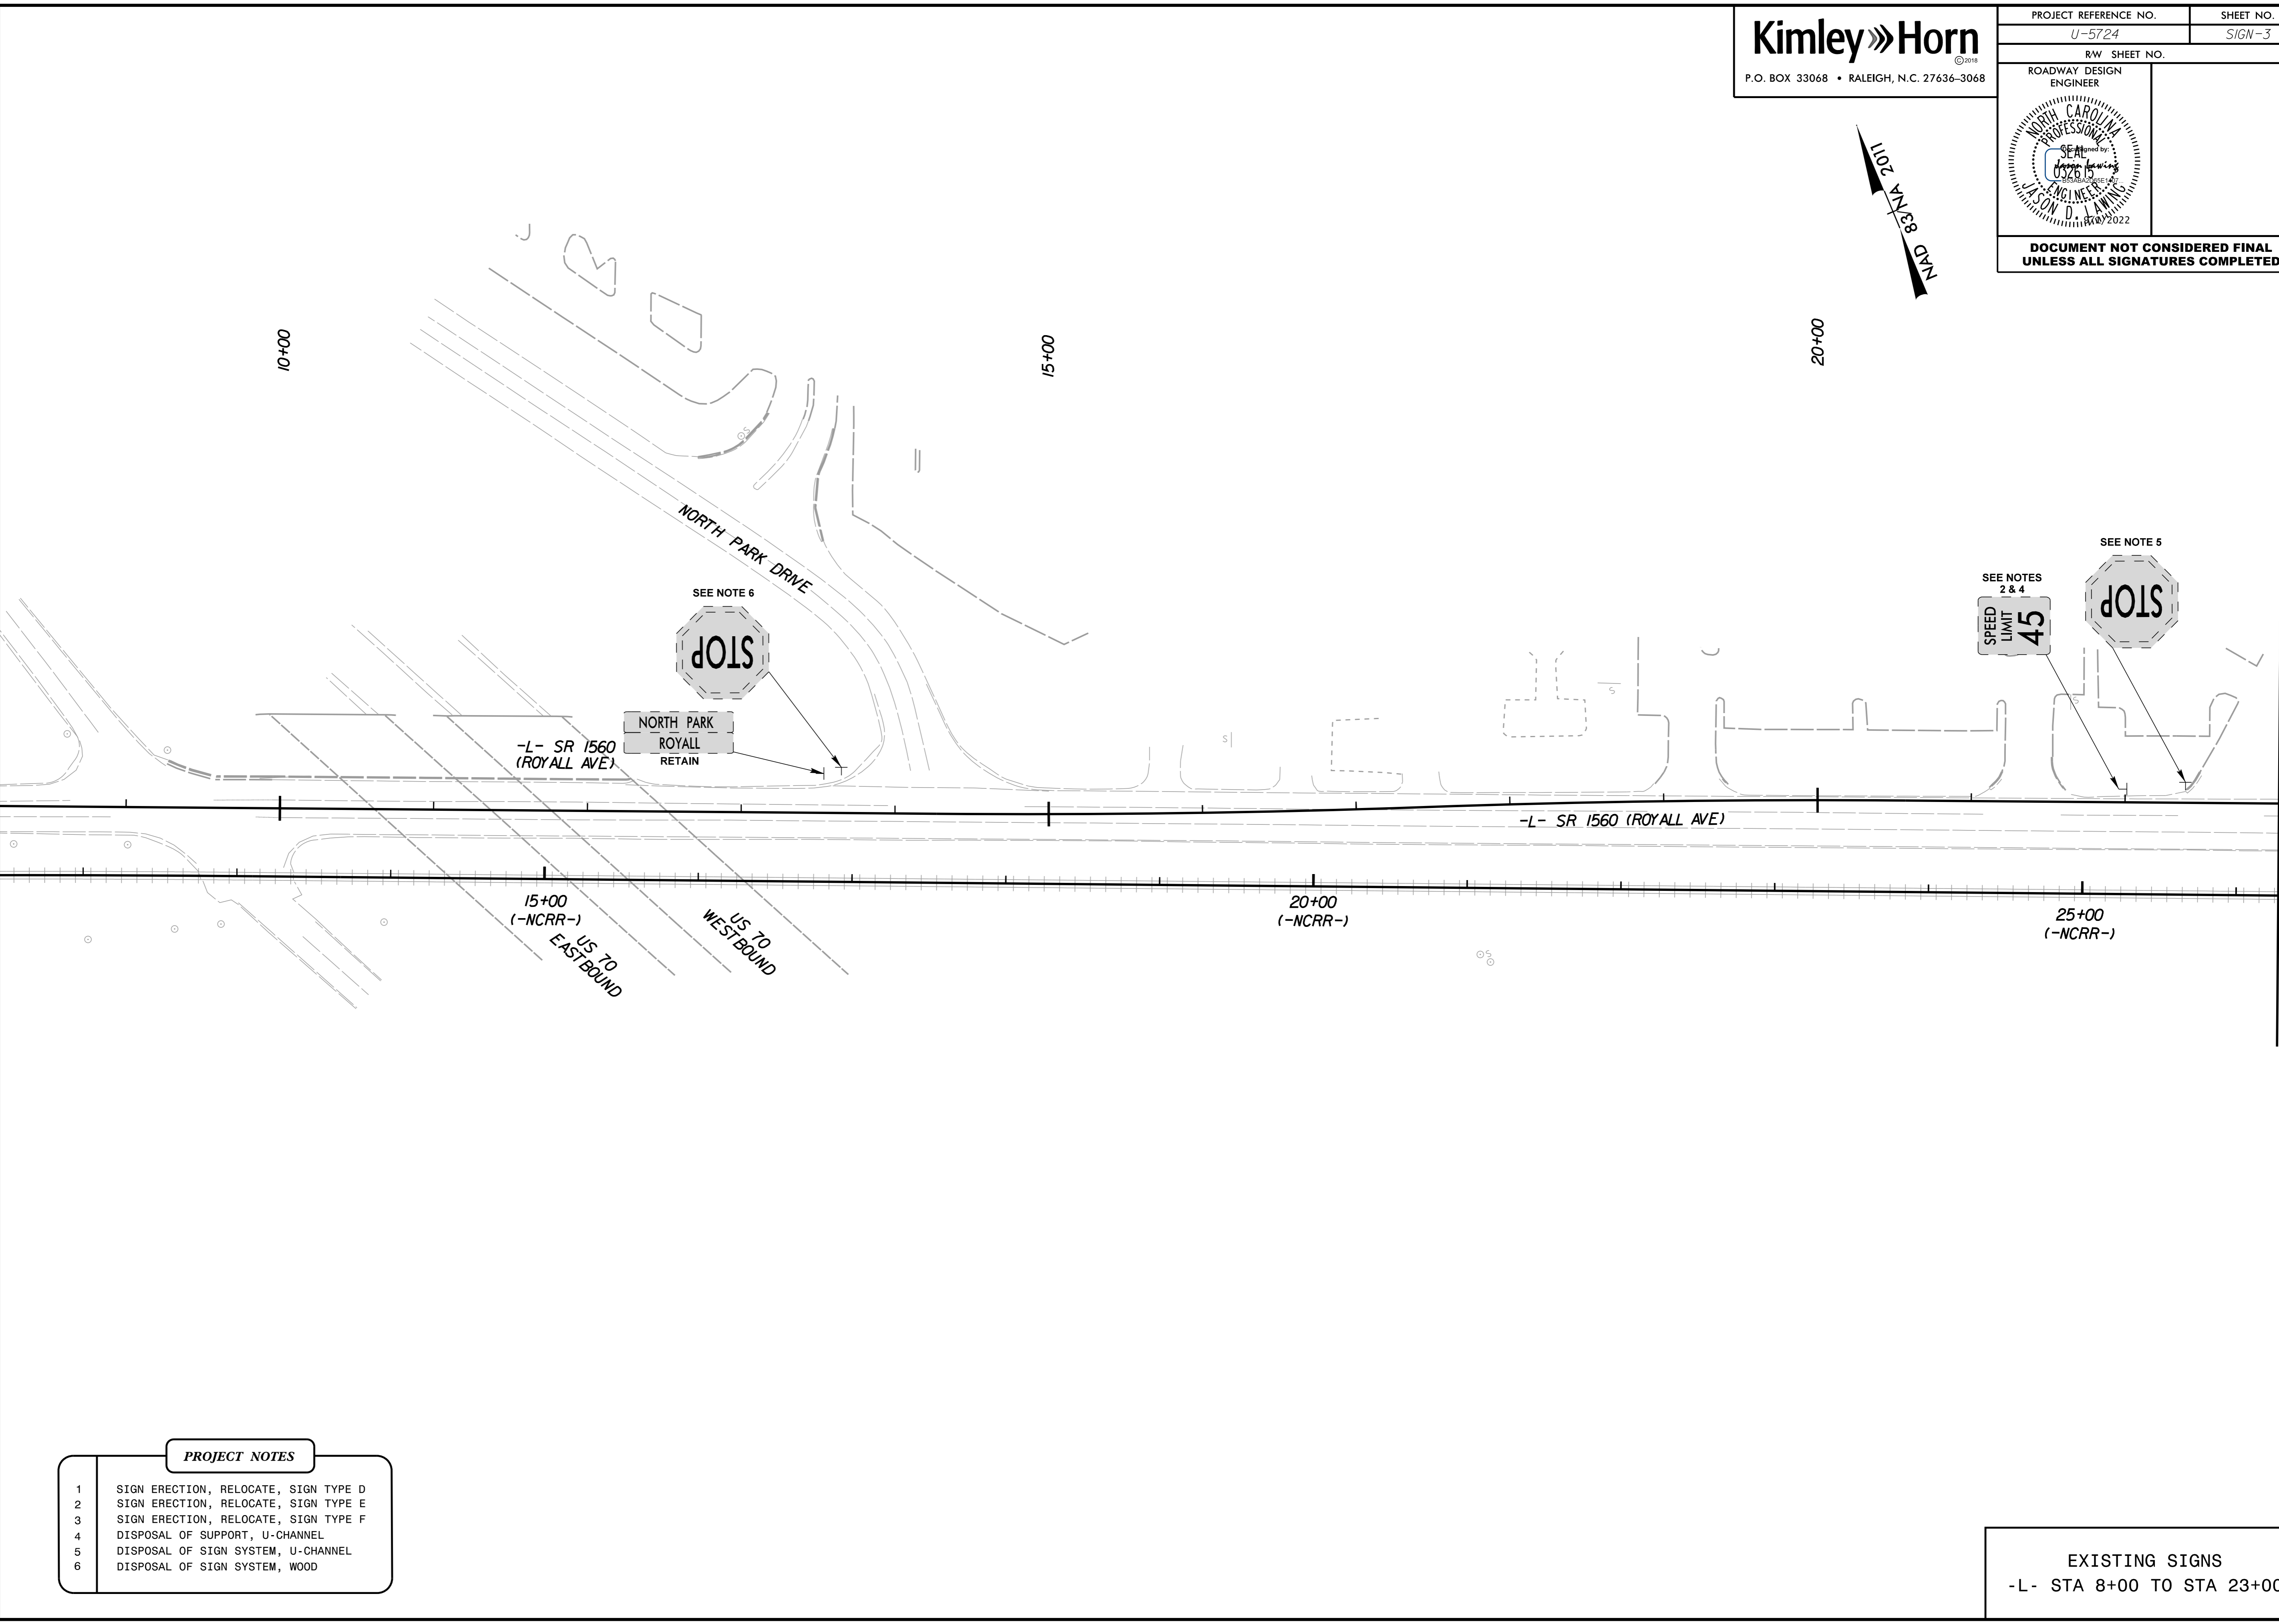 Kimley Horn
©2018
P.O. BOX 33068 • RALEIGH, N.C. 27636–3068
PROJECT REFERENCE NO.
SHEET NO.
U-5724
SIGN-3
R/W SHEET NO.
ROADWAY DESIGN
ENGINEER
NORTH CAROLINA
PROFESSIONAL
SEAL
032615
ENGINEER
JASON D. LAWING
DOCUMENT NOT CONSIDERED FINAL
UNLESS ALL SIGNATURES COMPLETED
NAD 83/NA 2011
10+00
15+00
20+00
NORTH PARK DRIVE
SEE NOTE 6
STOP
NORTH PARK
ROYALL
RETAIN
-L- SR 1560
(ROYALL AVE)
SEE NOTES
2 & 4
SPEED
LIMIT
45
SEE NOTE 5
STOP
-L- SR 1560 (ROYALL AVE)
S
S
S
S
S
15+00
(-NCRR-)
20+00
(-NCRR-)
25+00
(-NCRR-)
US 70
EASTBOUND
US 70
WESTBOUND
PROJECT NOTES
1 SIGN ERECTION, RELOCATE, SIGN TYPE D
2 SIGN ERECTION, RELOCATE, SIGN TYPE E
3 SIGN ERECTION, RELOCATE, SIGN TYPE F
4 DISPOSAL OF SUPPORT, U-CHANNEL
5 DISPOSAL OF SIGN SYSTEM, U-CHANNEL
6 DISPOSAL OF SIGN SYSTEM, WOOD
EXISTING SIGNS
-L- STA 8+00 TO STA 23+00